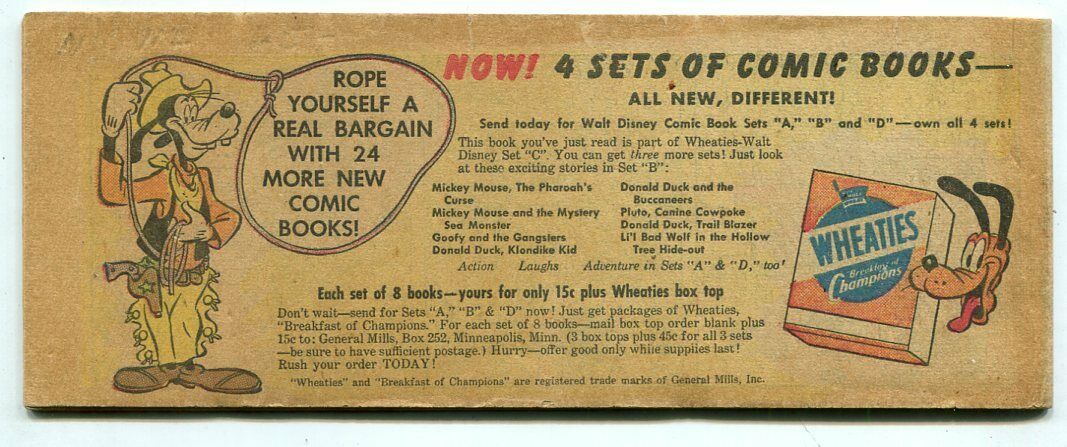 ROPE
YOURSELF A
REAL BARGAIN
WITH 24
MORE NEW
COMIC
BOOKS!
NOW! 4 SETS OF COMIC BOOKS—
ALL NEW, DIFFERENT!
Send today for Walt Disney Comic Book Sets "A," "B" and "D"—own all 4 sets!
This book you've just read is part of Wheaties-Walt
Disney Set "C". You can get three more sets! Just look
at these exciting stories in Set "B":
Mickey Mouse, The Pharoah's
Curse
Mickey Mouse and the Mystery
Sea Monster
Goofy and the Gangsters
Donald Duck, Klondike Kid
Donald Duck and the
Buccaneers
Pluto, Canine Cowpoke
Donald Duck, Trail Blazer
Li'l Bad Wolf in the Hollow
Tree Hide-out
Action Laughs Adventure in Sets "A" & "D," too!
Each set of 8 books—yours for only 15c plus Wheaties box top
Don't wait—send for Sets "A," "B" & "D" now! Just get packages of Wheaties,
"Breakfast of Champions." For each set of 8 books—mail box top order blank plus
15c to: General Mills, Box 252, Minneapolis, Minn. (3 box tops plus 45c for all 3 sets
—be sure to have sufficient postage.) Hurry—offer good only while supplies last!
Rush your order TODAY!
"Wheaties" and "Breakfast of Champions" are registered trade marks of General Mills, Inc.
WHEATIES
Breakfast of
Champions